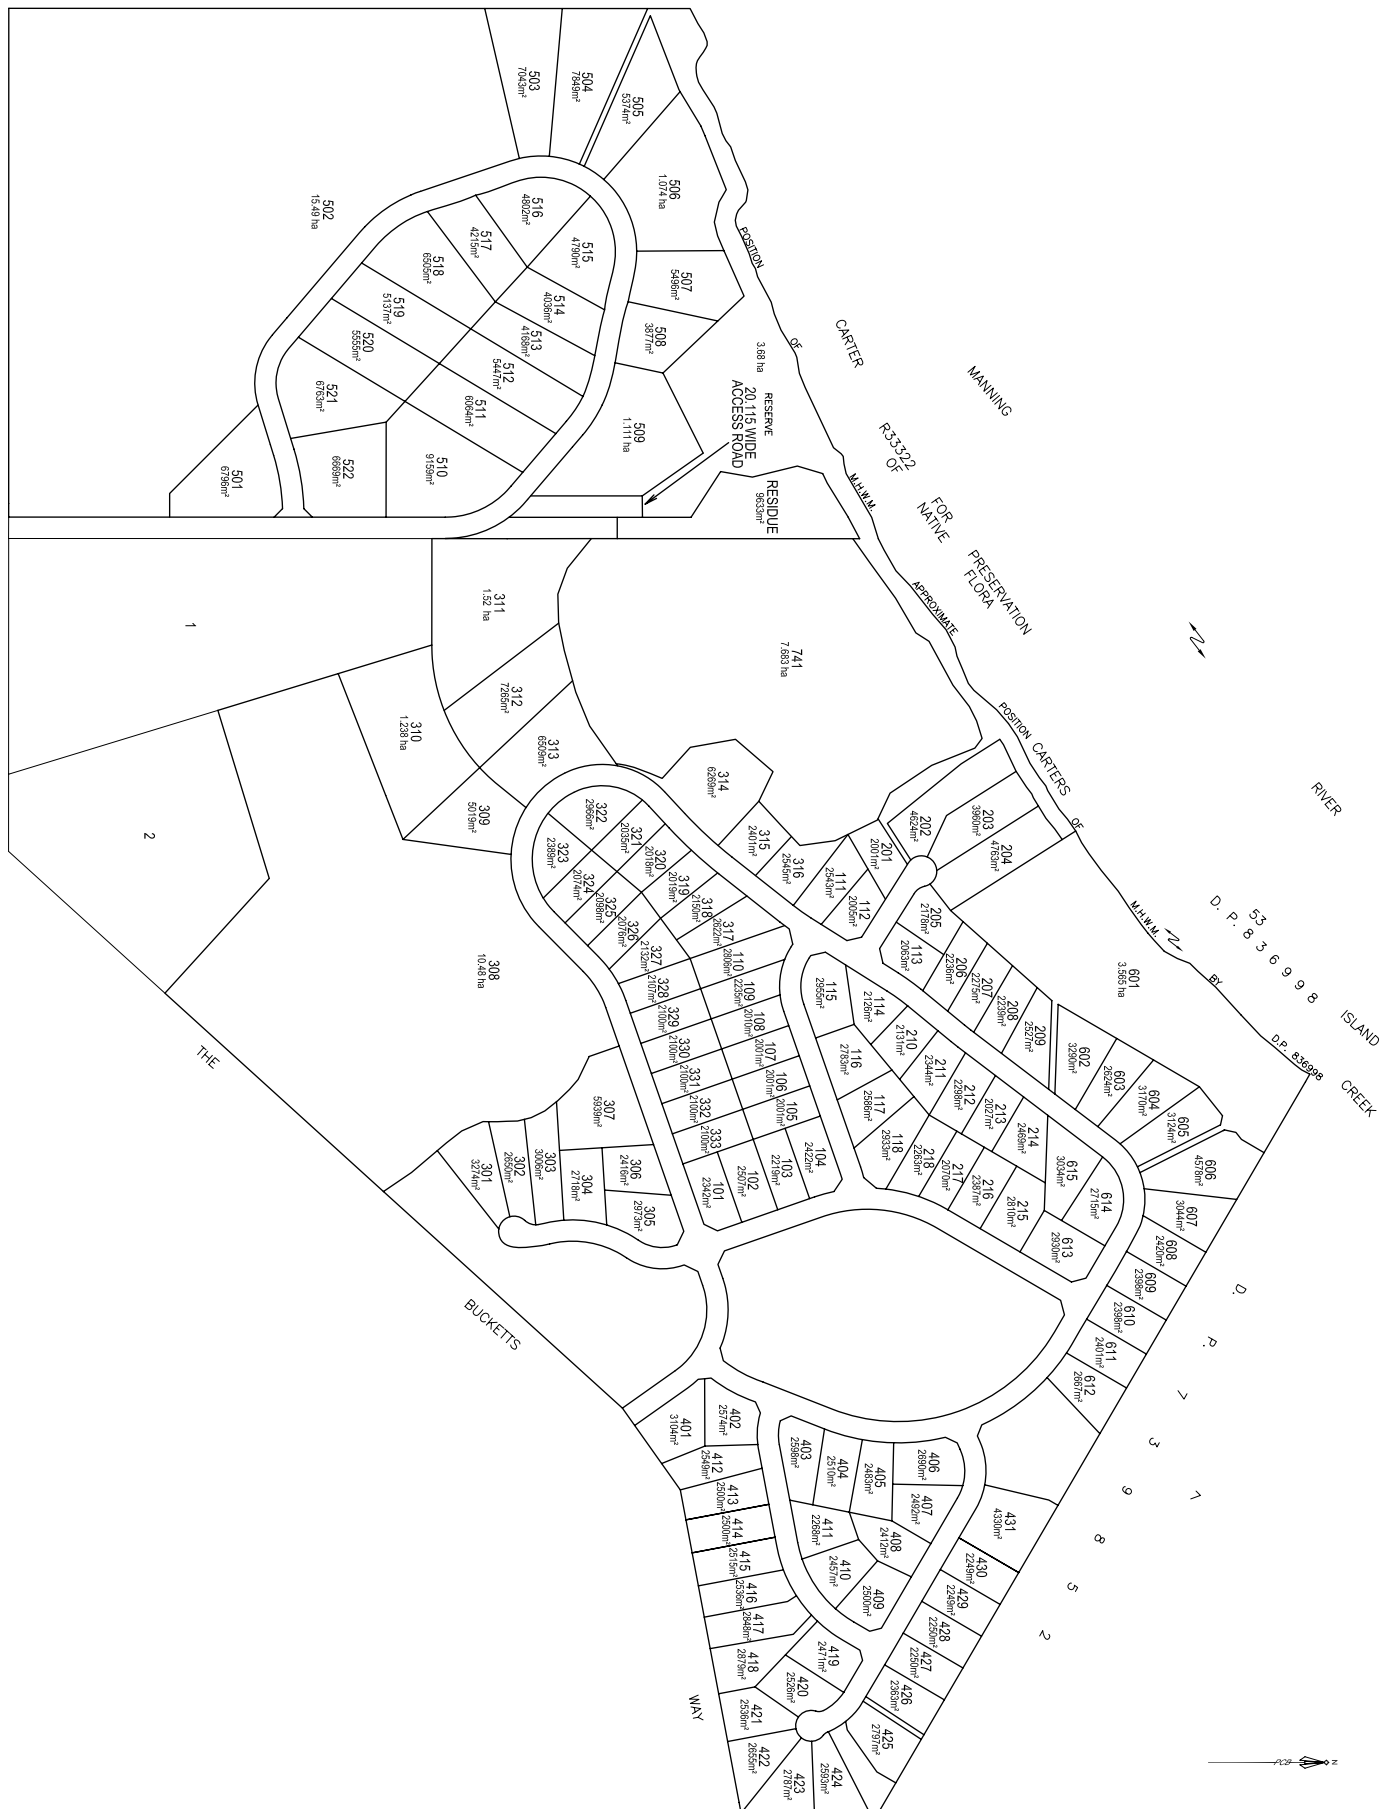 503
7043m²
504
7849m²
505
5374m²
506
1.074 ha
502
15.49 ha
516
4802m²
517
4215m²
515
4790m²
518
6505m²
514
4036m²
507
5496m²
508
3877m²
519
5137m²
513
4168m²
520
5555m²
512
5447m²
521
6763m²
511
6064m²
509
1.111 ha
501
6796m²
522
6669m²
510
9159m²
3.68 ha
RESERVE
20.115 WIDE
ACCESS ROAD
RESIDUE
9633m²
POSITION
OF
M.H.W.M.
APPROXIMATE
CARTER
MANNING
R33322
OF
FOR
NATIVE
PRESERVATION
FLORA
POSITION
CARTERS
OF
M.H.W.M.
BY
D.P. 836998
RIVER
53
D. P. 836998
ISLAND
CREEK
1
2
311
1.52 ha
312
7265m²
310
1.238 ha
313
6509m²
309
5019m²
741
7.683 ha
314
6269m²
315
2401m²
316
2545m²
111
2543m²
112
2005m²
201
2001m²
202
4624m²
203
3960m²
204
4763m²
322
2966m²
321
2035m²
320
2018m²
319
2019m²
318
2150m²
317
2622m²
323
2389m²
324
2074m²
325
2098m²
326
2076m²
327
2132m²
328
2107m²
329
2100m²
330
2100m²
331
2100m²
332
2100m²
333
2100m²
110
2806m²
109
2235m²
108
2010m²
107
2001m²
106
2001m²
105
2001m²
104
2422m²
103
2219m²
102
2507m²
101
2342m²
308
10.48 ha
307
5939m²
306
2416m²
305
2973m²
304
2718m²
303
3006m²
302
2650m²
301
3274m²
205
2178m²
113
2063m²
206
2236m²
207
2275m²
208
2239m²
209
2527m²
115
2955m²
114
2126m²
210
2131m²
211
2344m²
212
2298m²
213
2027m²
214
2469m²
116
2783m²
117
2586m²
118
2933m²
218
2263m²
217
2070m²
216
2387m²
215
2810m²
601
3.565 ha
602
3290m²
603
2624m²
604
3170m²
605
3124m²
606
4578m²
607
3044m²
608
2420m²
609
2398m²
610
2398m²
611
2401m²
612
2667m²
613
2930m²
614
2715m²
615
3034m²
THE
BUCKETTS
WAY
D. P. 7 3 7 9 8 5 2
401
3104m²
402
2574m²
412
2549m²
413
2500m²
414
2500m²
415
2515m²
416
2536m²
417
2848m²
418
2879m²
403
2598m²
404
2510m²
405
2483m²
406
2690m²
407
2492m²
408
2412m²
411
2268m²
410
2457m²
409
2500m²
419
2471m²
420
2526m²
421
2536m²
422
2655m²
423
2787m²
424
2593m²
425
2797m²
426
2363m²
427
2250m²
428
2250m²
429
2249m²
430
2249m²
431
4330m²
PCB
N